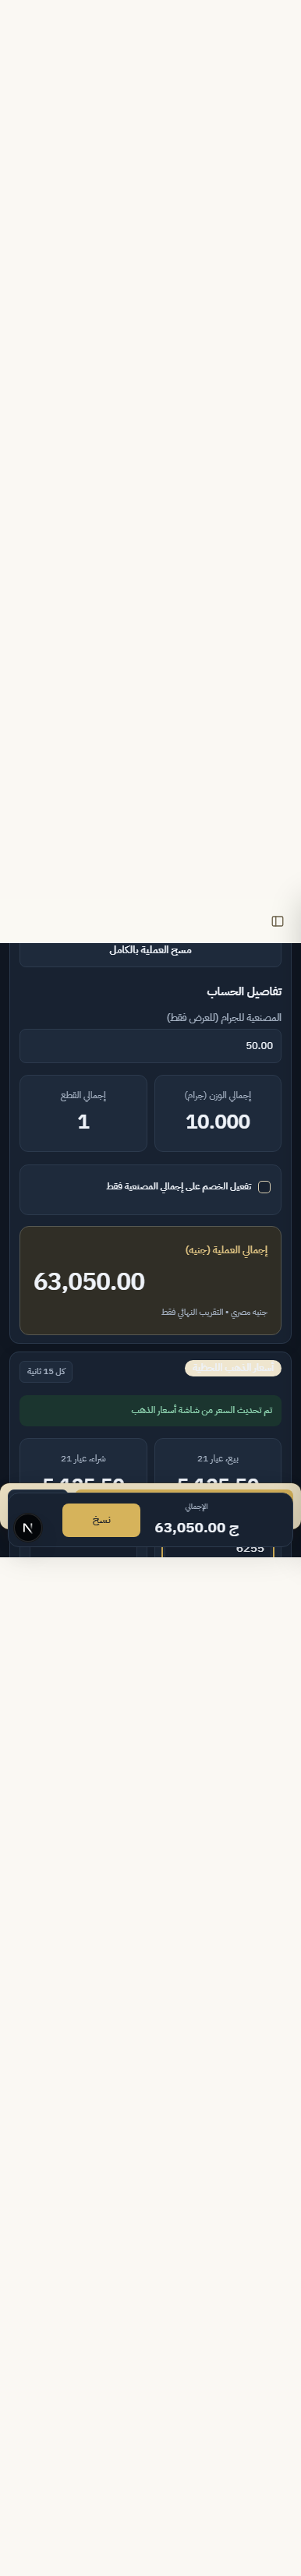 مسح العملية بالكامل
تفاصيل الحساب
المصنعية للجرام (للعرض فقط)
50.00
إجمالي الوزن (جرام)
10.000
إجمالي القطع
1
تفعيل الخصم على إجمالي المصنعية فقط
إجمالي العملية (جنيه)
63,050.00
جنيه مصري • التقريب النهائي فقط
كل 15 ثانية
تم تحديث السعر من شاشة أسعار الذهب
بيع، عيار 21
شراء، عيار 21
الإجمالي
63,050.00 ج
نسخ
N
6255